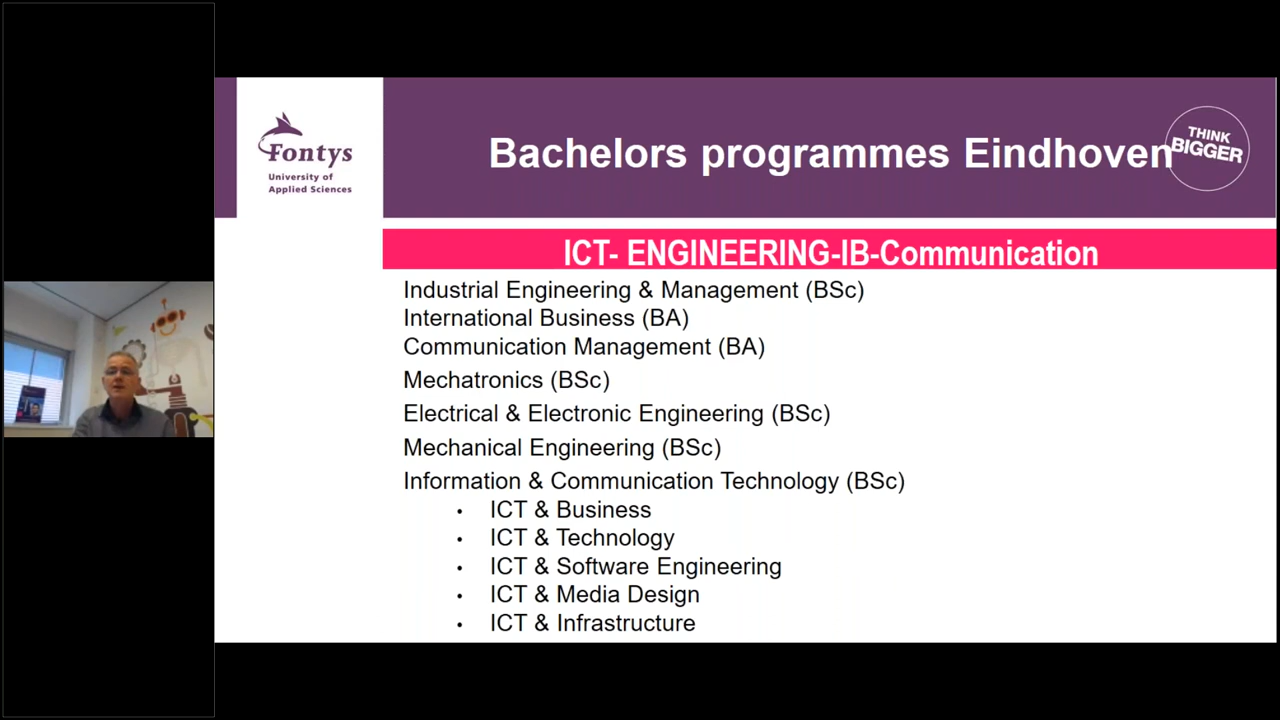 Fontys
University of
Applied Sciences
Bachelors programmes Eindhoven
THINK
BIGGER
ICT- ENGINEERING-IB-Communication
Industrial Engineering & Management (BSc)
International Business (BA)
Communication Management (BA)
Mechatronics (BSc)
Electrical & Electronic Engineering (BSc)
Mechanical Engineering (BSc)
Information & Communication Technology (BSc)
• ICT & Business
• ICT & Technology
• ICT & Software Engineering
• ICT & Media Design
• ICT & Infrastructure